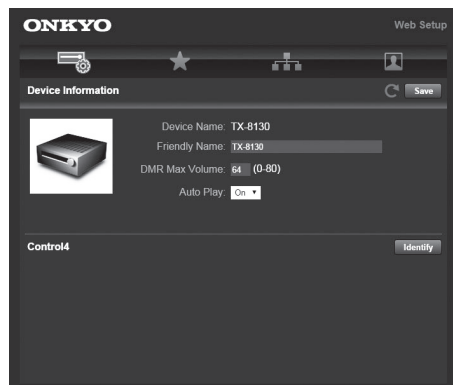 ONKYO Web Setup
Device Information Save
Device Name: TX-8130
Friendly Name: TX-8130
DMR Max Volume: 64 (0-80)
Auto Play: On
Control4 Identify